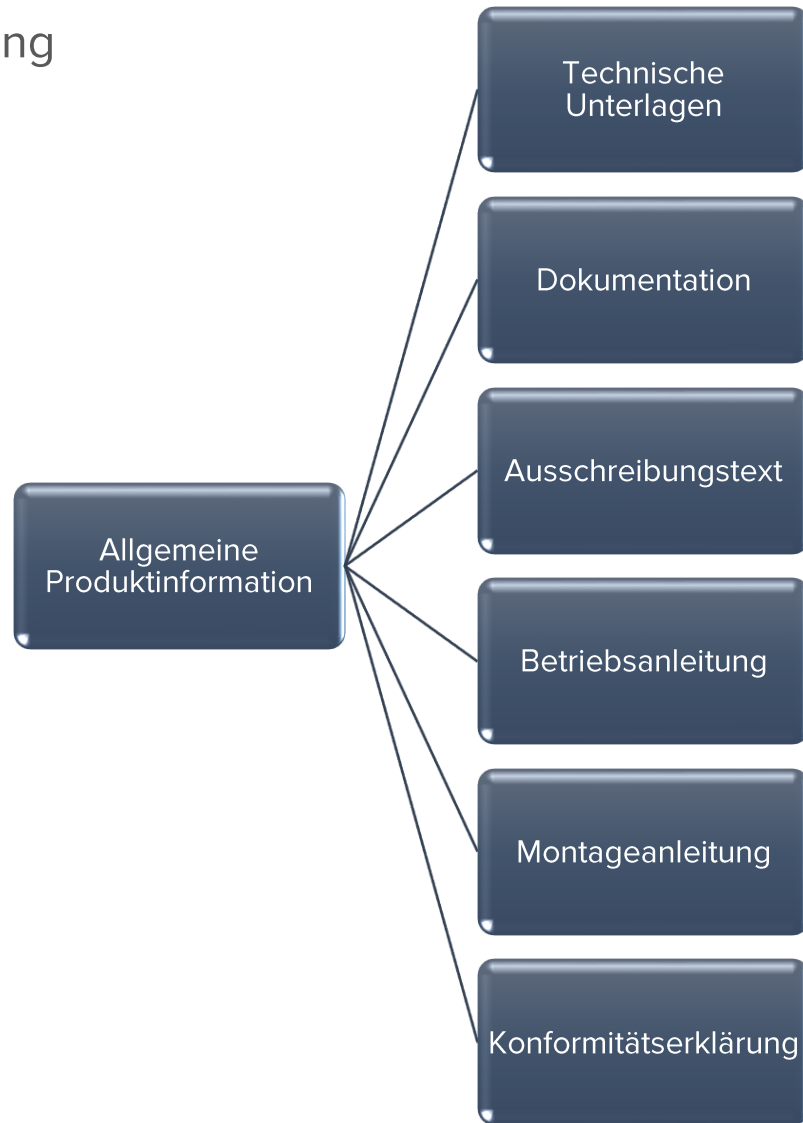 ng
Technische
Unterlagen
Dokumentation
Ausschreibungstext
Allgemeine
Produktinformation
Betriebsanleitung
Montageanleitung
Konformitätserklärung